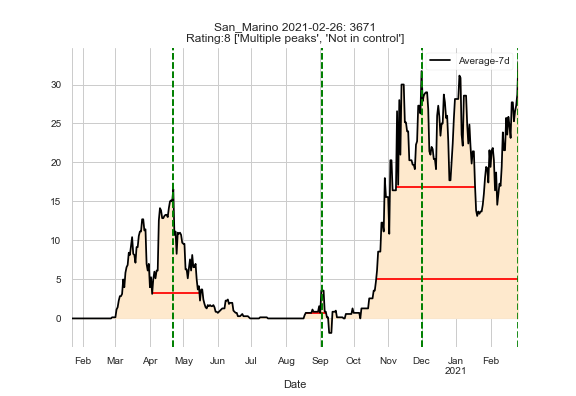 San_Marino 2021-02-26: 3671
Rating:8 ['Multiple peaks', 'Not in control']
Average-7d
30
25
20
15
10
5
0
Feb Mar Apr May Jun Jul Aug Sep Oct Nov Dec Jan Feb
2021
Date